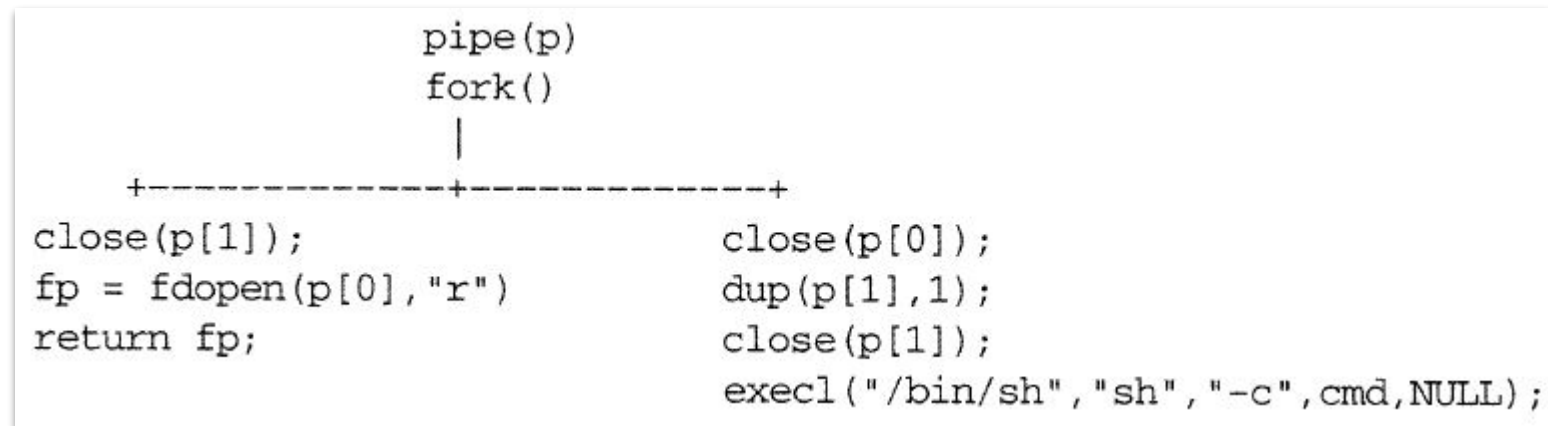 pipe(p)
fork()
|
+--------------+--------------+
close(p[1]); close(p[0]);
fp = fdopen(p[0],"r") dup(p[1],1);
return fp; close(p[1]);
execl("/bin/sh","sh","-c",cmd,NULL);